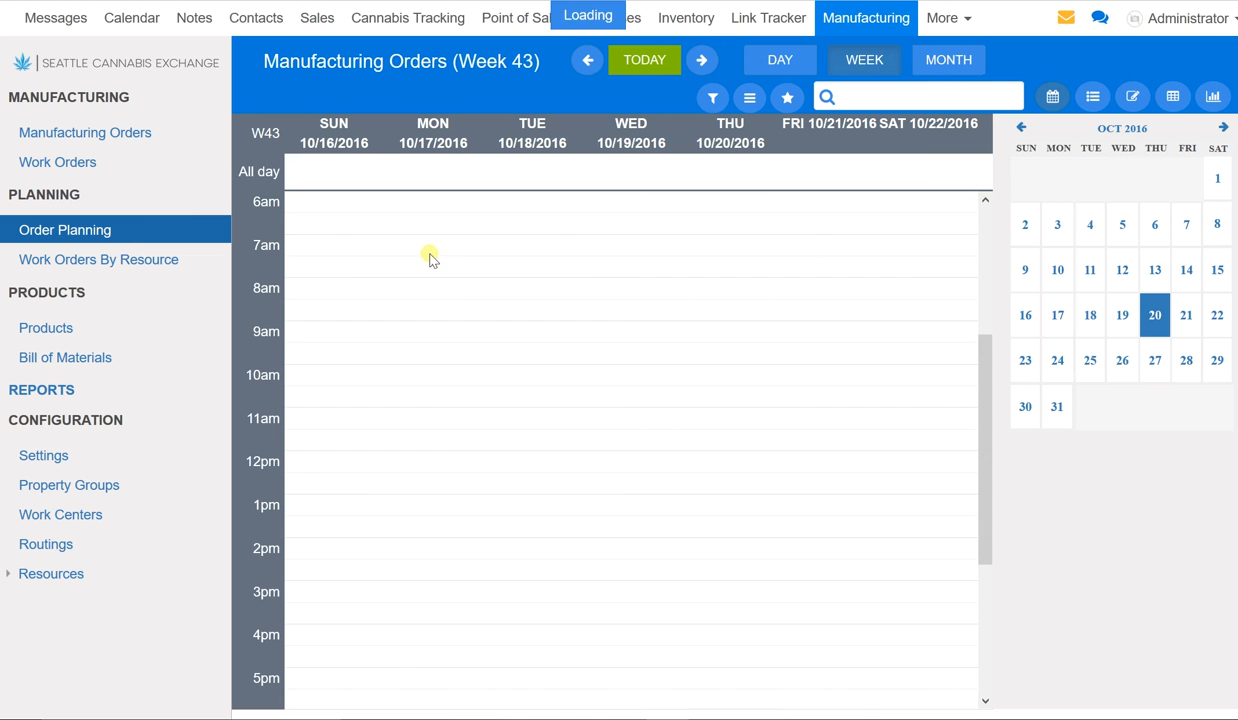 Messages Calendar Notes Contacts Sales Cannabis Tracking Point of Sal Loading es Inventory Link Tracker Manufacturing More Administrator
SEATTLE CANNABIS EXCHANGE
Manufacturing Orders (Week 43) TODAY DAY WEEK MONTH
MANUFACTURING
Manufacturing Orders
Work Orders
PLANNING
Order Planning
Work Orders By Resource
PRODUCTS
Products
Bill of Materials
REPORTS
CONFIGURATION
Settings
Property Groups
Work Centers
Routings
Resources
W43 SUN MON TUE WED THU FRI 10/21/2016 SAT 10/22/2016
10/16/2016 10/17/2016 10/18/2016 10/19/2016 10/20/2016
All day
6am
7am
8am
9am
10am
11am
12pm
1pm
2pm
3pm
4pm
5pm
OCT 2016
SUN MON TUE WED THU FRI SAT
1
2 3 4 5 6 7 8
9 10 11 12 13 14 15
16 17 18 19 20 21 22
23 24 25 26 27 28 29
30 31